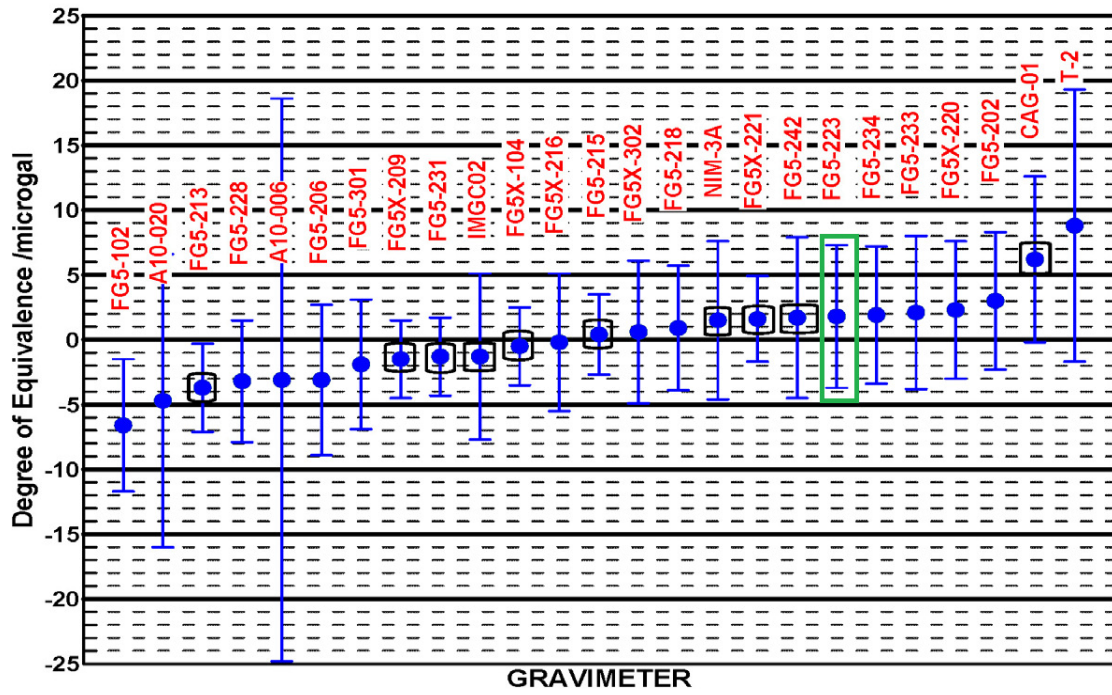 25
20
15
10
5
0
-5
-10
-15
-20
-25
Degree of Equivalence /microgal
FG5-102
A10-020
FG5-213
FG5-228
A10-006
FG5-206
FG5-301
FG5X-209
FG5-231
IMGC02
FG5X-104
FG5X-216
FG5-215
FG5X-302
FG5-218
NIM-3A
FG5X-221
FG5-242
FG5-223
FG5-234
FG5-233
FG5X-220
FG5-202
CAG-01
T-2
GRAVIMETER